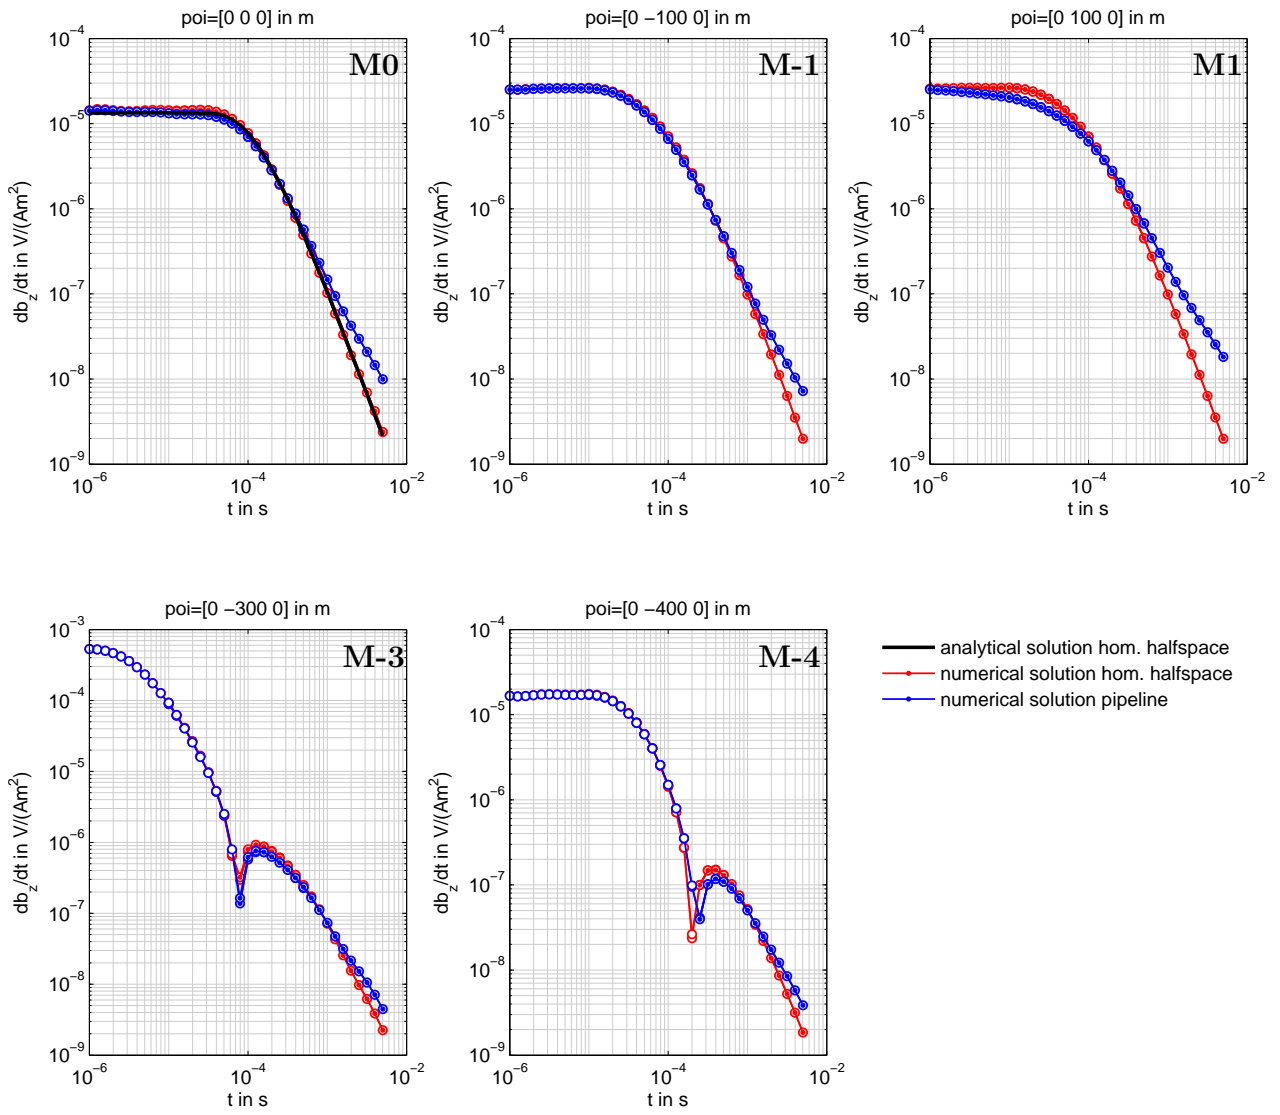 poi=[0 0 0] in m
poi=[0 −100 0] in m
poi=[0 100 0] in m
M0
M-1
M1
10^−4
10^−5
10^−6
10^−7
10^−8
10^−9
db_z/dt in V/(Am^2)
10^−6
10^−4
10^−2
t in s
10^−4
10^−5
10^−6
10^−7
10^−8
10^−9
db_z/dt in V/(Am^2)
10^−6
10^−4
10^−2
t in s
10^−4
10^−5
10^−6
10^−7
10^−8
10^−9
db_z/dt in V/(Am^2)
10^−6
10^−4
10^−2
t in s
poi=[0 −300 0] in m
poi=[0 −400 0] in m
M-3
M-4
10^−3
10^−4
10^−5
10^−6
10^−7
10^−8
10^−9
db_z/dt in V/(Am^2)
10^−6
10^−4
10^−2
t in s
10^−4
10^−5
10^−6
10^−7
10^−8
10^−9
db_z/dt in V/(Am^2)
10^−6
10^−4
10^−2
t in s
analytical solution hom. halfspace
numerical solution hom. halfspace
numerical solution pipeline